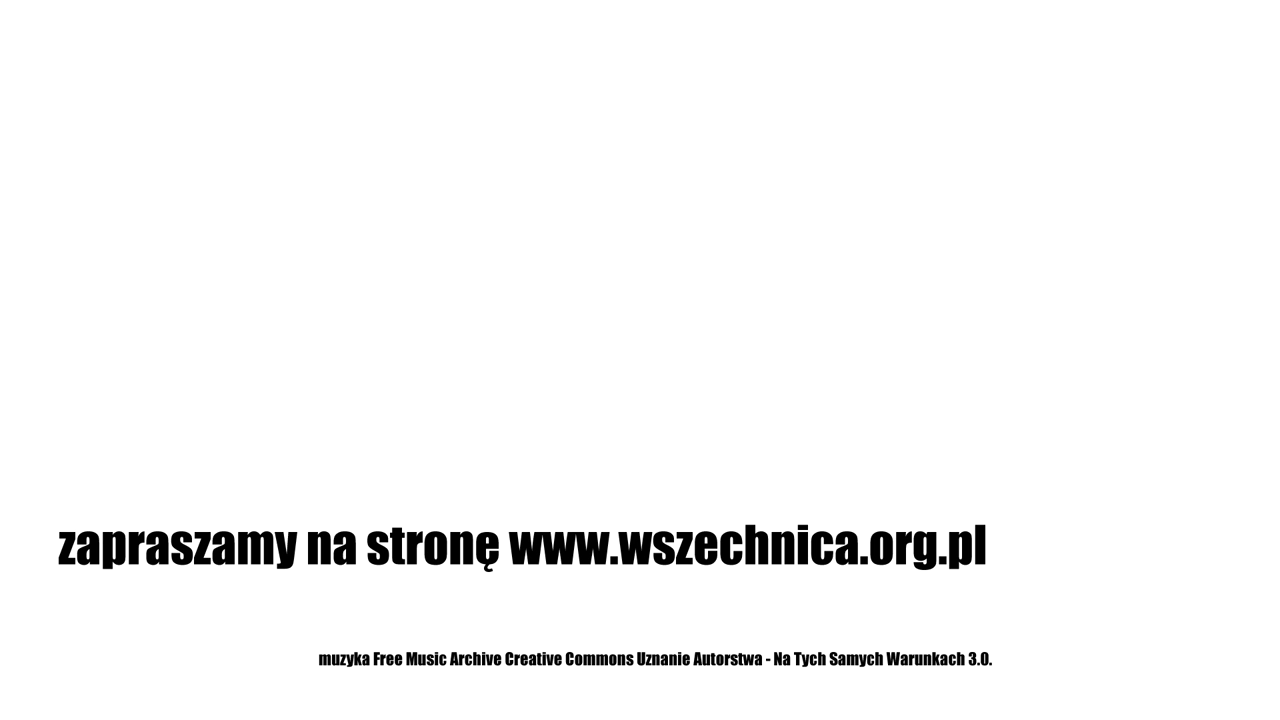 zapraszamy na stronę www.wszechnica.org.pl
muzyka Free Music Archive Creative Commons Uznanie Autorstwa - Na Tych Samych Warunkach 3.0.